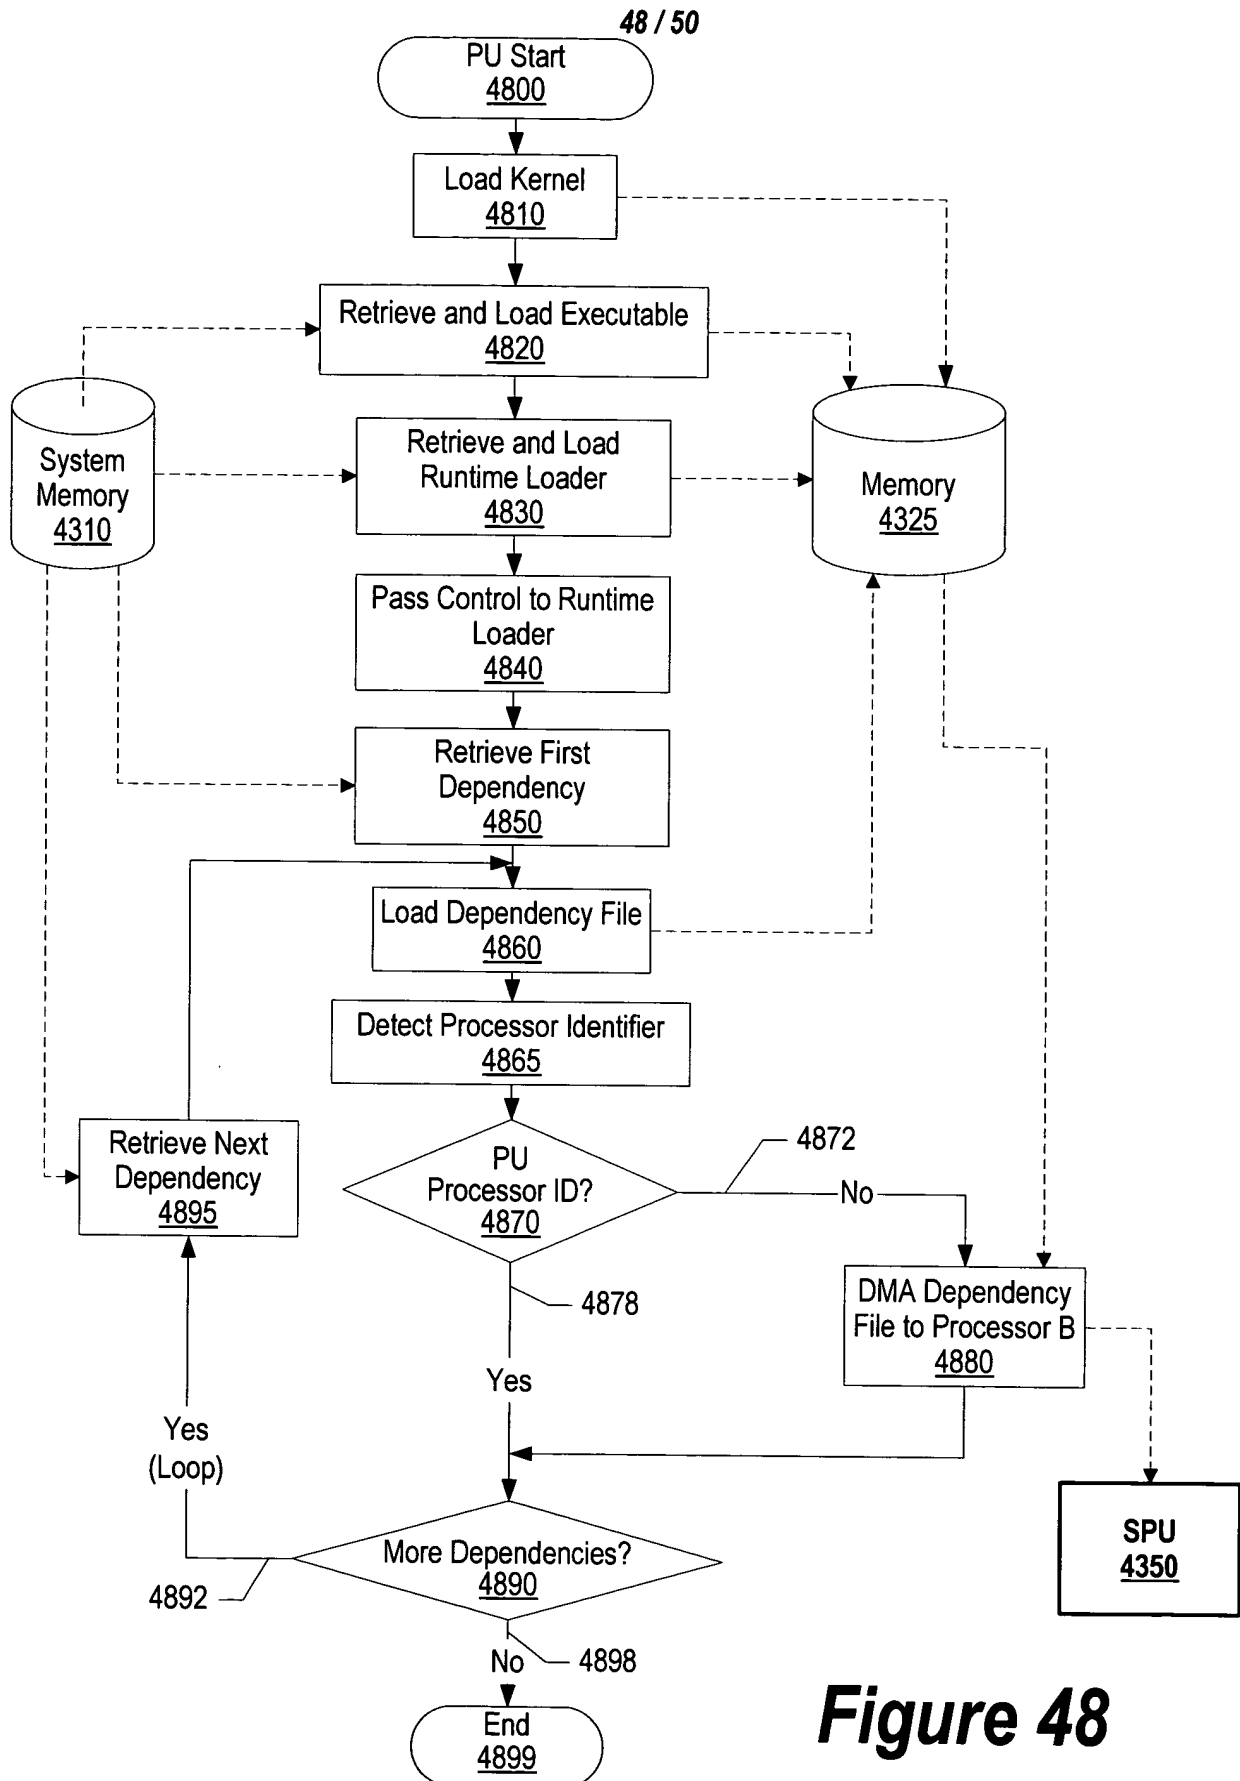 48 / 50
PU Start
4800
Load Kernel
4810
Retrieve and Load Executable
4820
System
Memory
4310
Retrieve and Load
Runtime Loader
4830
Memory
4325
Pass Control to Runtime
Loader
4840
Retrieve First
Dependency
4850
Load Dependency File
4860
Detect Processor Identifier
4865
Retrieve Next
Dependency
4895
PU
Processor ID?
4870
4872
No
4878
DMA Dependency
File to Processor B
4880
Yes
Yes
(Loop)
More Dependencies?
4890
4892
SPU
4350
No
4898
End
4899
Figure 48